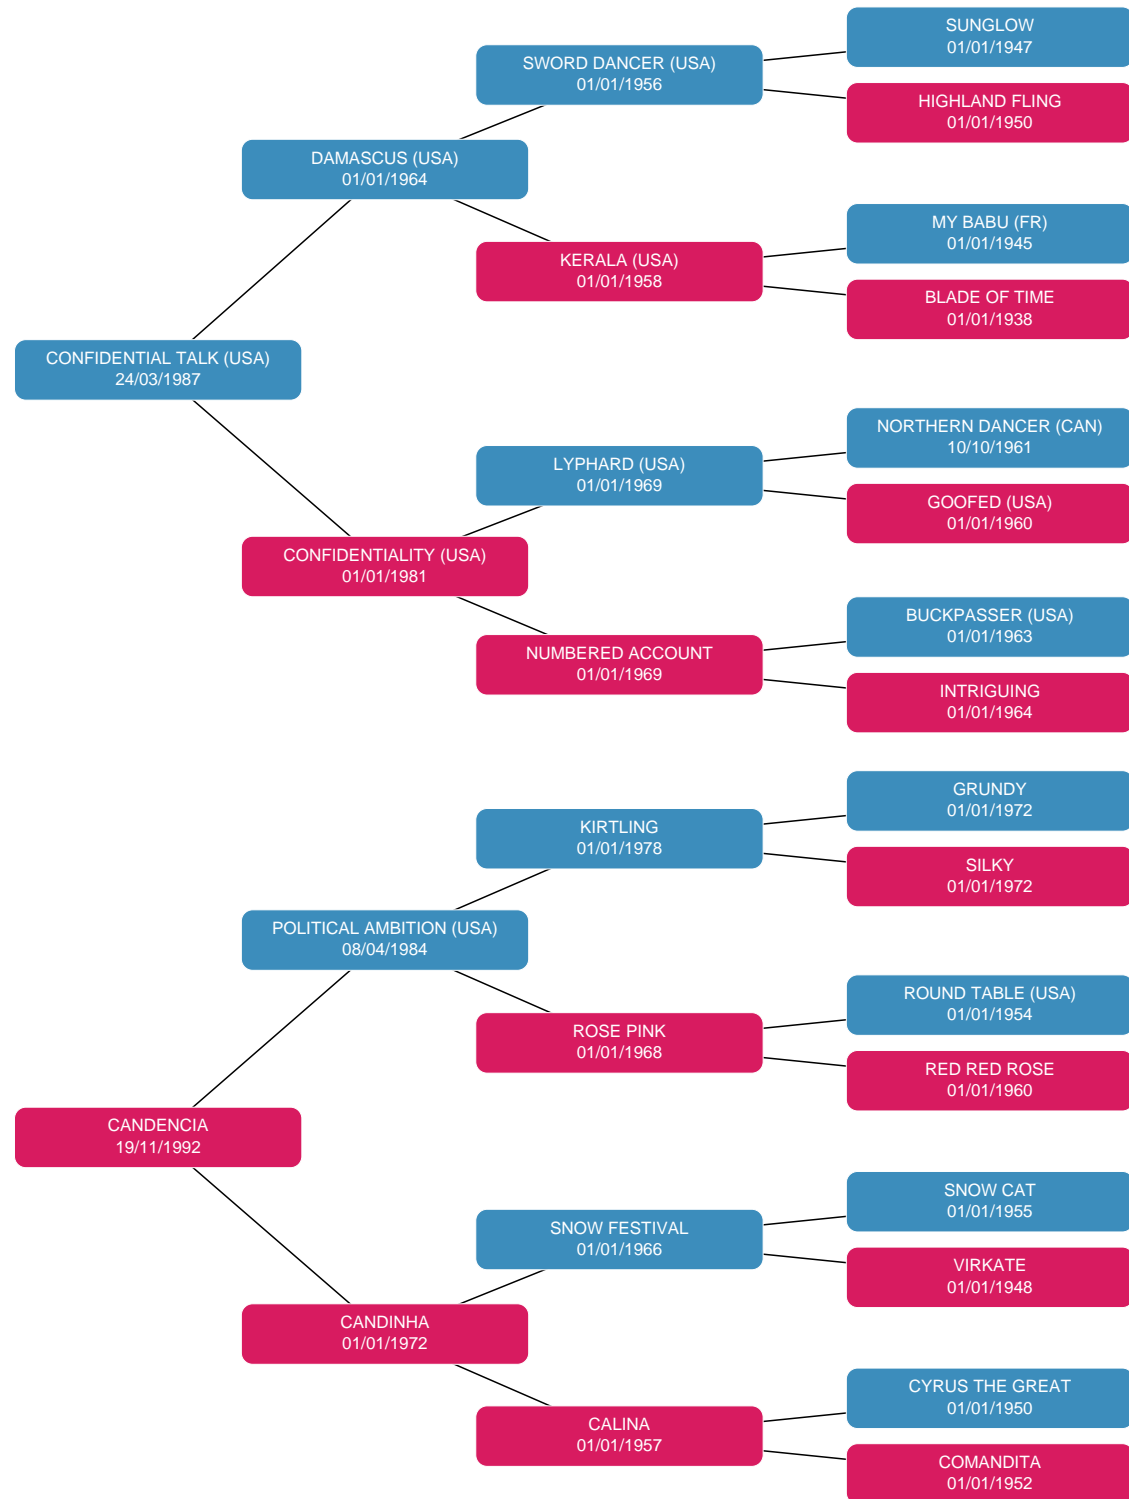 SUNGLOW
01/01/1947
SWORD DANCER (USA)
01/01/1956
HIGHLAND FLING
01/01/1950
DAMASCUS (USA)
01/01/1964
MY BABU (FR)
01/01/1945
KERALA (USA)
01/01/1958
BLADE OF TIME
01/01/1938
CONFIDENTIAL TALK (USA)
24/03/1987
NORTHERN DANCER (CAN)
10/10/1961
LYPHARD (USA)
01/01/1969
GOOFED (USA)
01/01/1960
CONFIDENTIALITY (USA)
01/01/1981
BUCKPASSER (USA)
01/01/1963
NUMBERED ACCOUNT
01/01/1969
INTRIGUING
01/01/1964
GRUNDY
01/01/1972
KIRTLING
01/01/1978
SILKY
01/01/1972
POLITICAL AMBITION (USA)
08/04/1984
ROUND TABLE (USA)
01/01/1954
ROSE PINK
01/01/1968
RED RED ROSE
01/01/1960
CANDENCIA
19/11/1992
SNOW CAT
01/01/1955
SNOW FESTIVAL
01/01/1966
VIRKATE
01/01/1948
CANDINHA
01/01/1972
CYRUS THE GREAT
01/01/1950
CALINA
01/01/1957
COMANDITA
01/01/1952